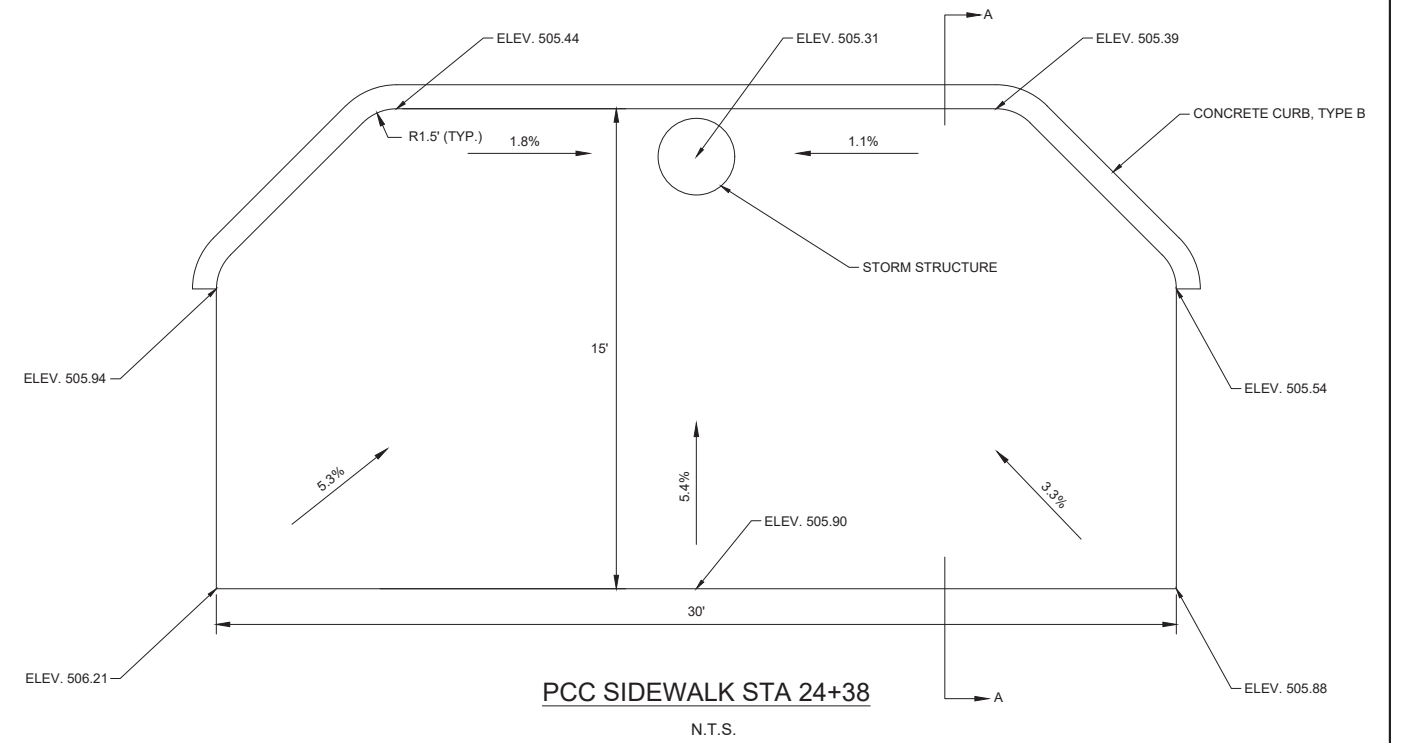 A
ELEV. 505.44
ELEV. 505.31
ELEV. 505.39
CONCRETE CURB, TYPE B
R1.5' (TYP.)
1.8%
1.1%
STORM STRUCTURE
15'
ELEV. 505.94
ELEV. 505.54
5.3%
5.4%
3.3%
ELEV. 505.90
30'
ELEV. 506.21
ELEV. 505.88
A
PCC SIDEWALK STA 24+38
N.T.S.